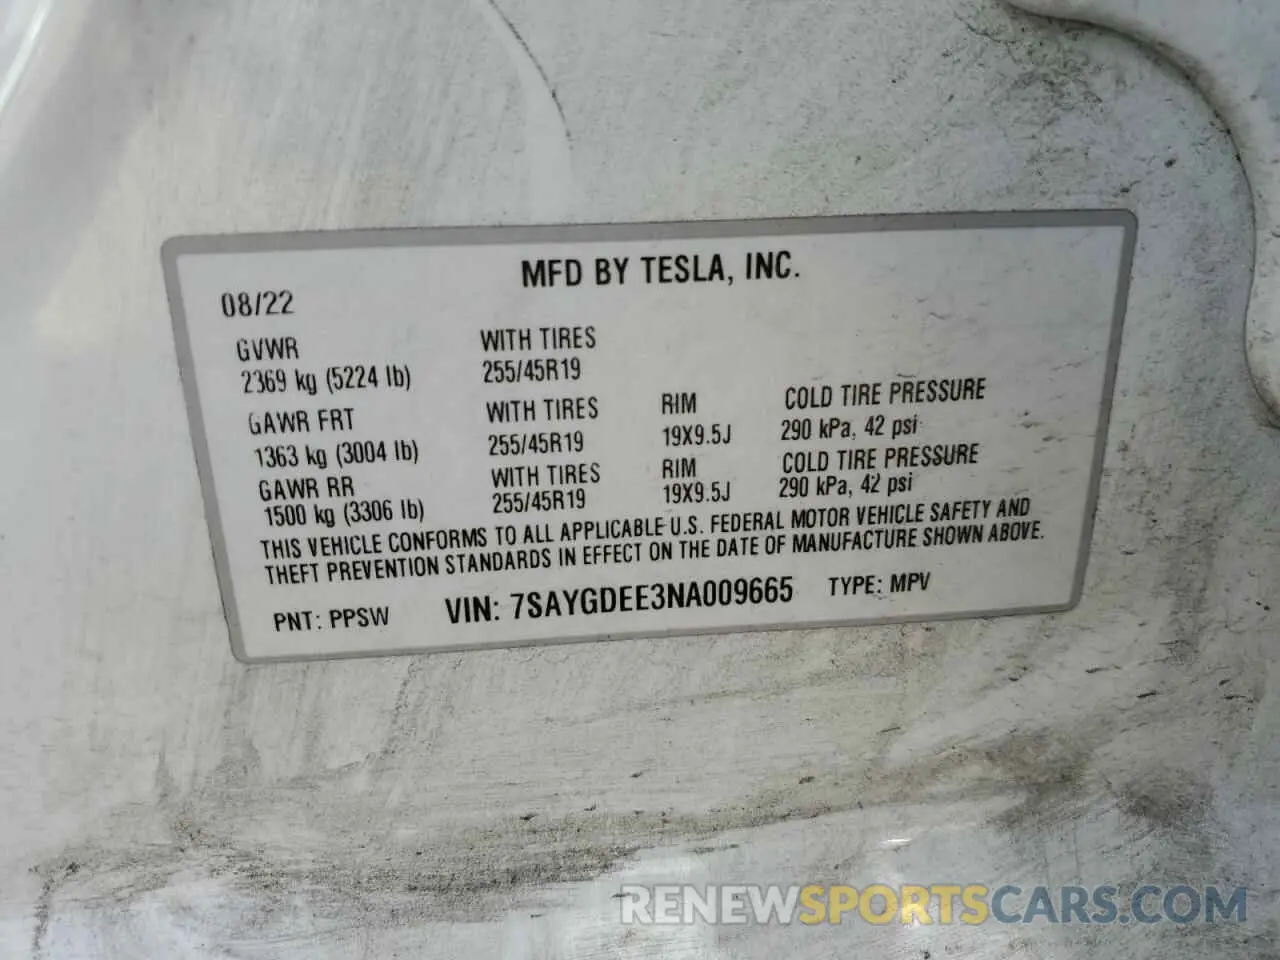 MFD BY TESLA, INC.
08/22
GVWR WITH TIRES
2369 kg (5224 lb) 255/45R19
GAWR FRT WITH TIRES RIM COLD TIRE PRESSURE
1363 kg (3004 lb) 255/45R19 19X9.5J 290 kPa, 42 psi
GAWR RR WITH TIRES RIM COLD TIRE PRESSURE
1500 kg (3306 lb) 255/45R19 19X9.5J 290 kPa, 42 psi
THIS VEHICLE CONFORMS TO ALL APPLICABLE U.S. FEDERAL MOTOR VEHICLE SAFETY AND
THEFT PREVENTION STANDARDS IN EFFECT ON THE DATE OF MANUFACTURE SHOWN ABOVE.
PNT: PPSW VIN: 7SAYGDEE3NA009665 TYPE: MPV
RENEWSPORTSCARS.COM